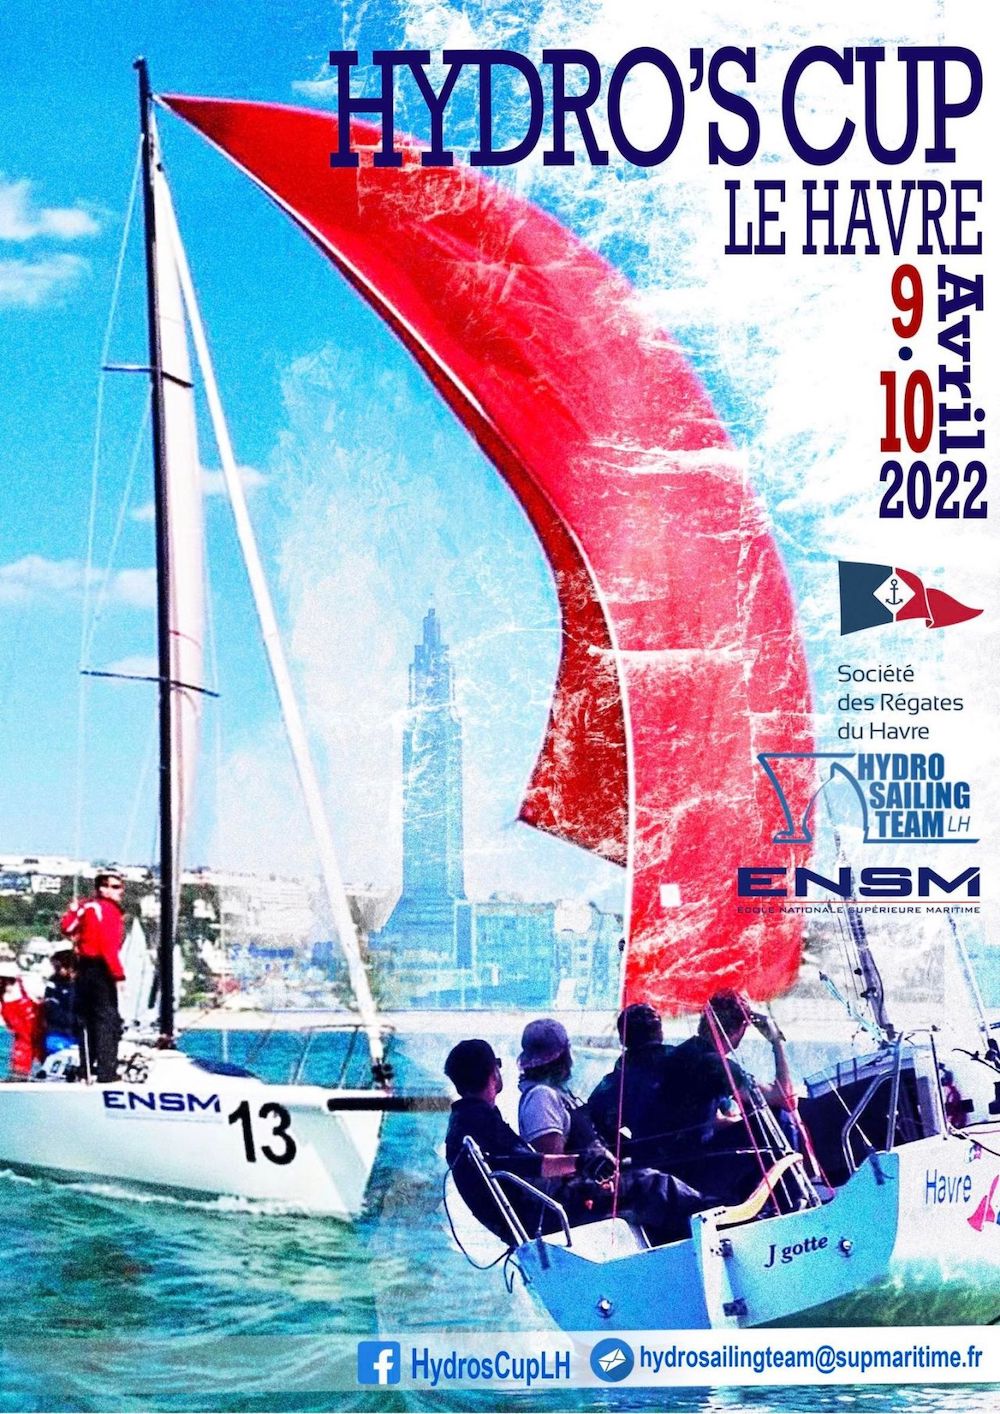 HYDRO'S CUP
LE HAVRE
9.10
Avril
2022
Société
des Régates
du Havre
HYDRO
SAILING
TEAM LH
ENSM
ECOLE NATIONALE SUPÉRIEURE MARITIME
ENSM
13
Havre
J gotte
HydrosCupLH
hydrosailingteam@supmaritime.fr